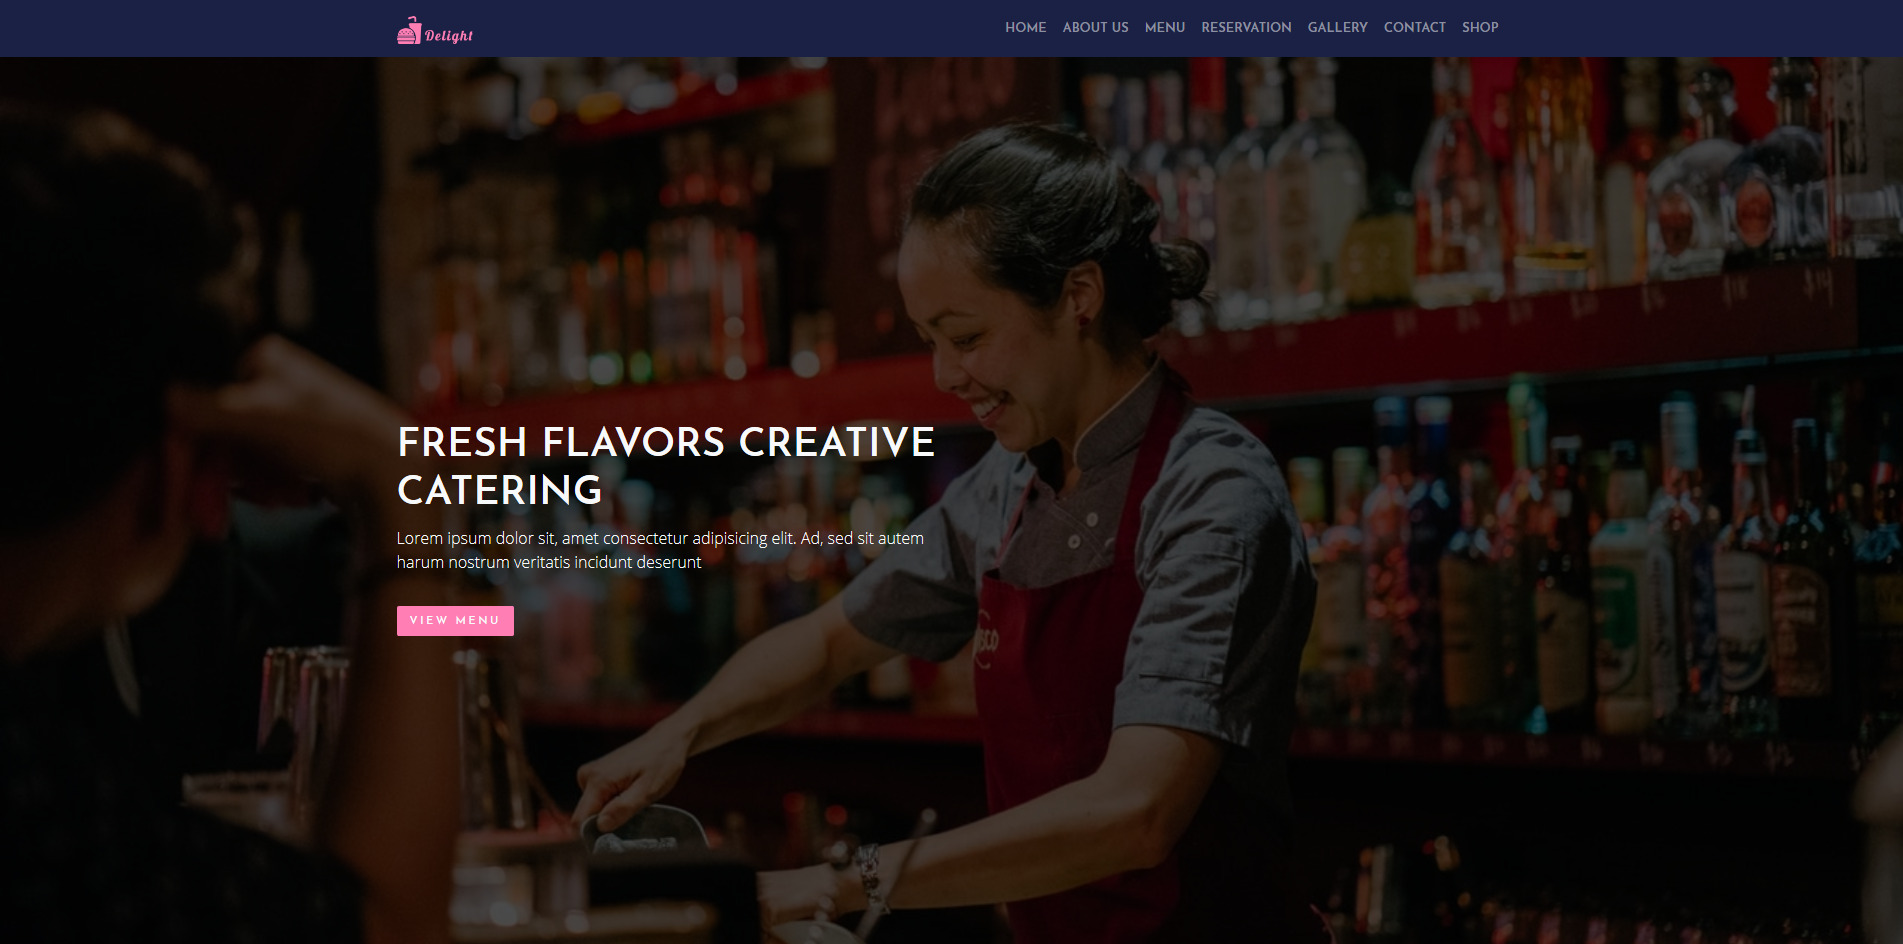 Delight
HOME ABOUT US MENU RESERVATION GALLERY CONTACT SHOP
FRESH FLAVORS CREATIVE
CATERING
Lorem ipsum dolor sit, amet consectetur adipisicing elit. Ad, sed sit autem
harum nostrum veritatis incidunt deserunt
VIEW MENU